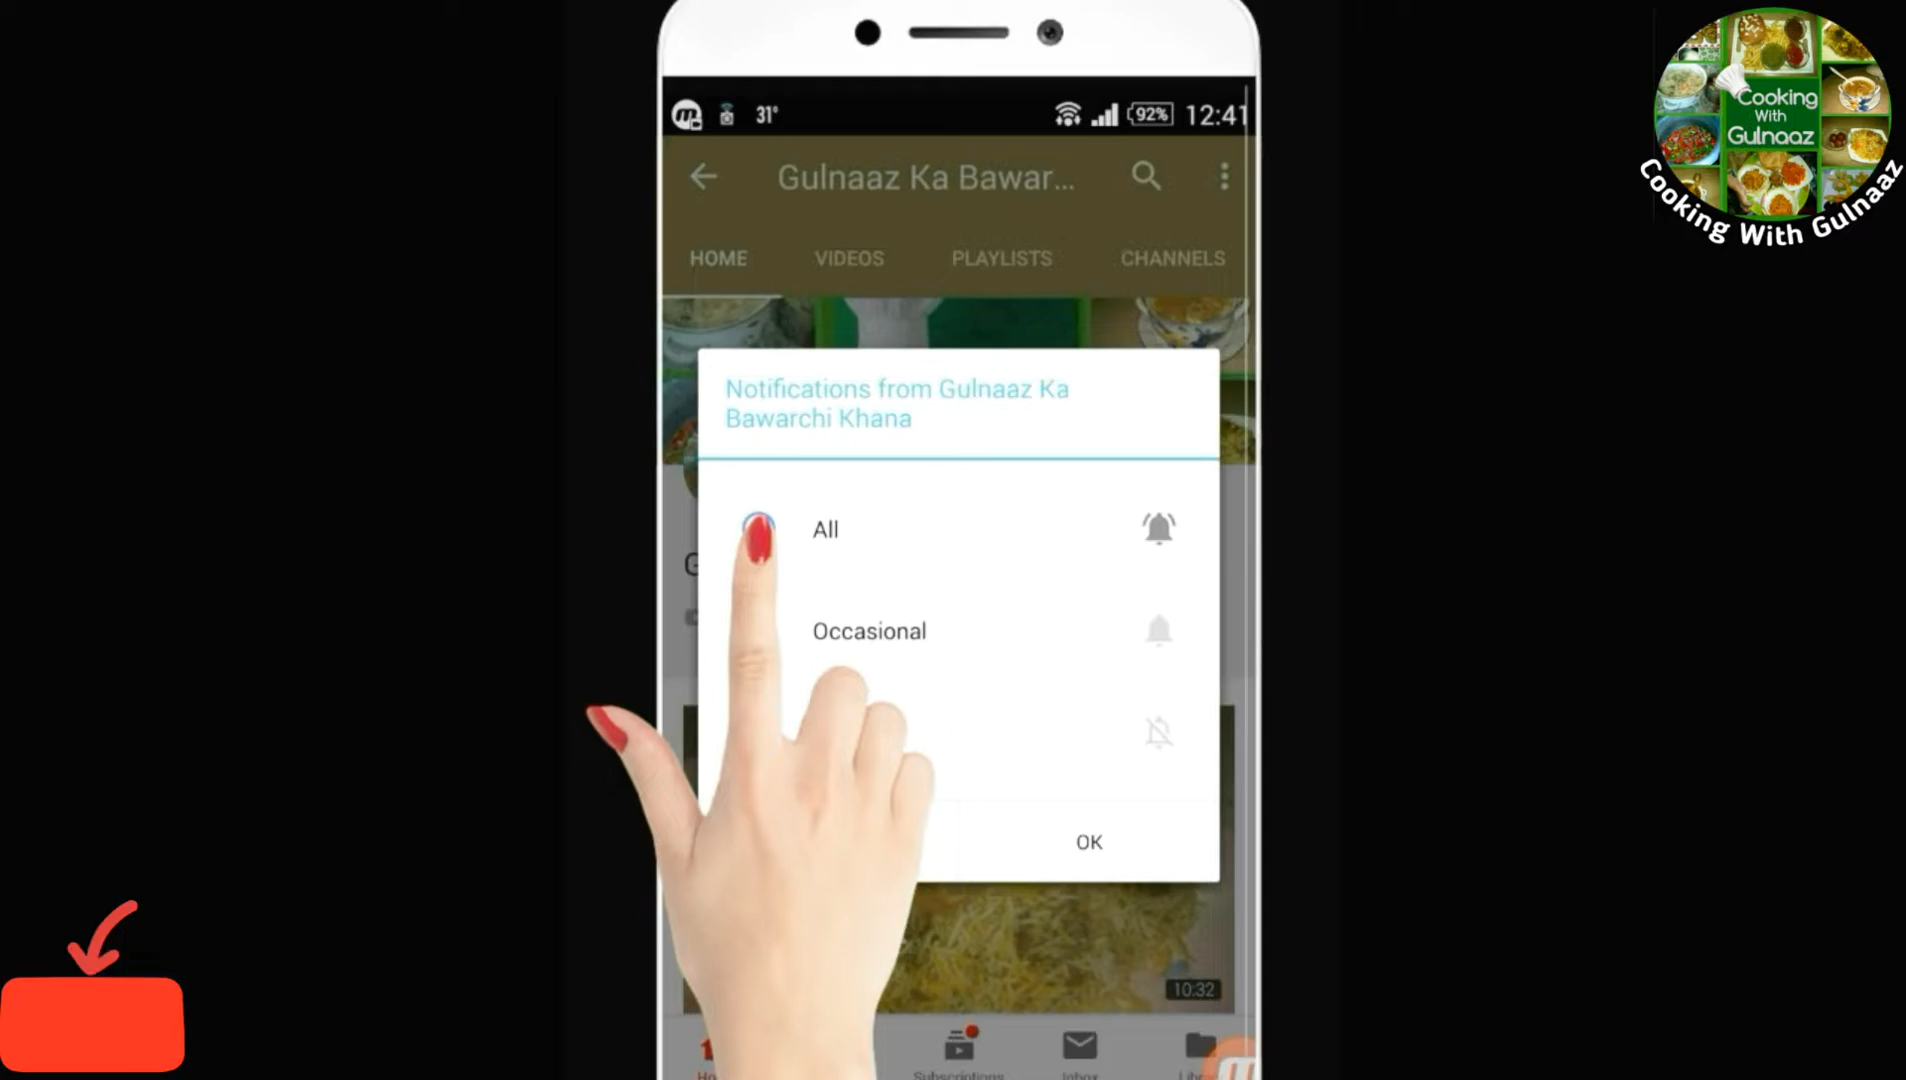 31°
92%
12:41
Gulnaaz Ka Bawar...
HOME
VIDEOS
PLAYLISTS
CHANNELS
Notifications from Gulnaaz Ka
Bawarchi Khana
All
Occasional
OK
10:32
Subscriptions
Inbox
Cooking
With
Gulnaaz
Cooking With Gulnaaz